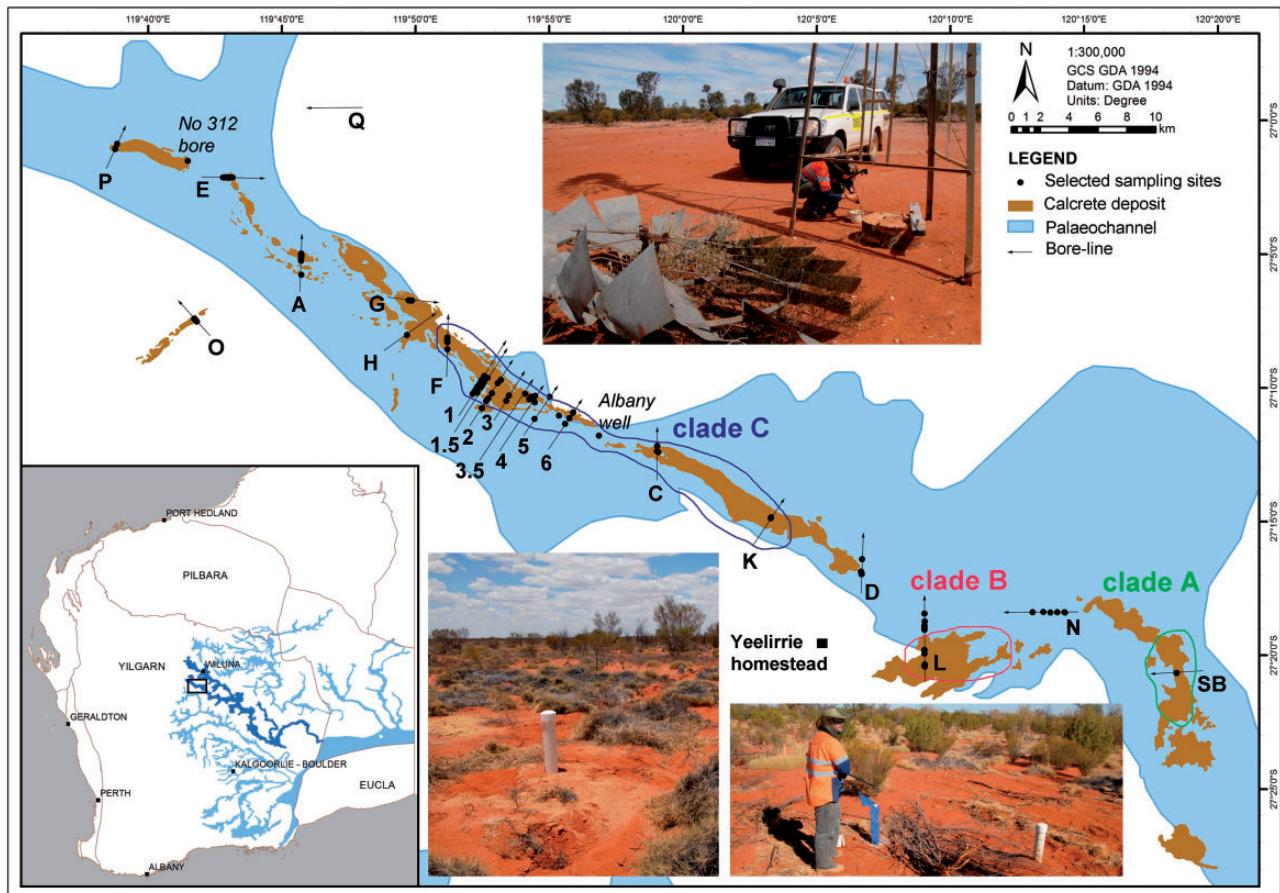 119°40'0"E
119°45'0"E
119°50'0"E
119°55'0"E
120°0'0"E
120°5'0"E
120°10'0"E
120°15'0"E
120°20'0"E
N
1:300,000
GCS GDA 1994
Datum: GDA 1994
Units: Degree
0 1 2 4 6 8 10
km
LEGEND
Selected sampling sites
Calcrete deposit
Palaeochannel
Bore-line
27°0'0"S
27°5'0"S
27°10'0"S
27°15'0"S
27°20'0"S
27°25'0"S
No 312
bore
Q
P
E
A
G
O
H
F
1
1.5
2
3
3.5
4
5
6
Albany
well
clade C
C
K
D
clade B
clade A
N
L
SB
Yeelirrie
homestead
PORT HEDLAND
PILBARA
YILGARN
WILUNA
GERALDTON
KALGOORLIE - BOULDER
EUCLA
PERTH
ALBANY